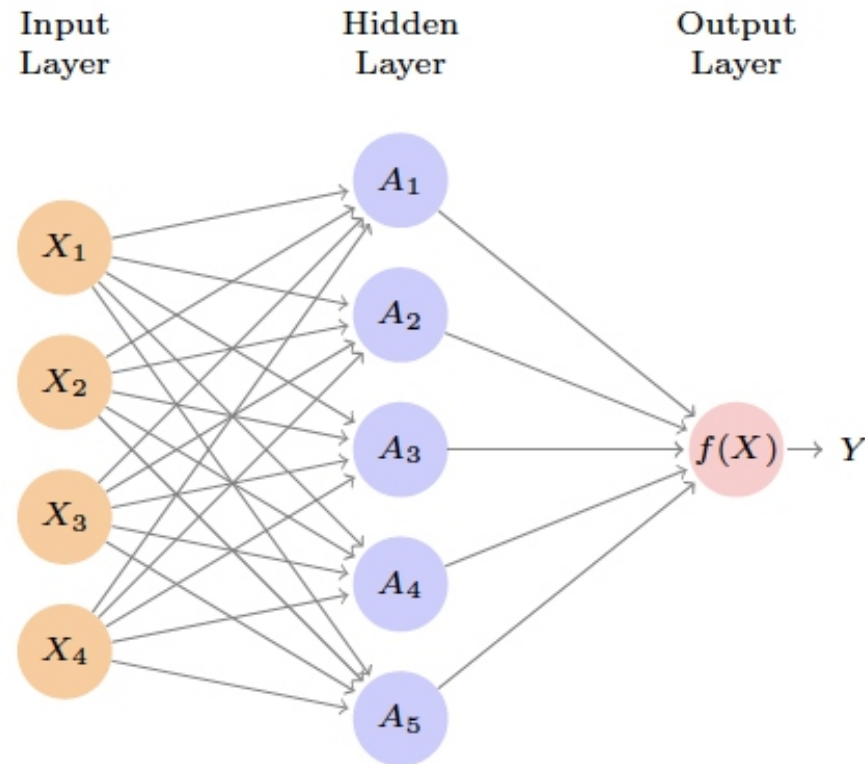 Input
Layer
Hidden
Layer
Output
Layer
X₁
X₂
X₃
X₄
A₁
A₂
A₃
A₄
A₅
f(X)
Y